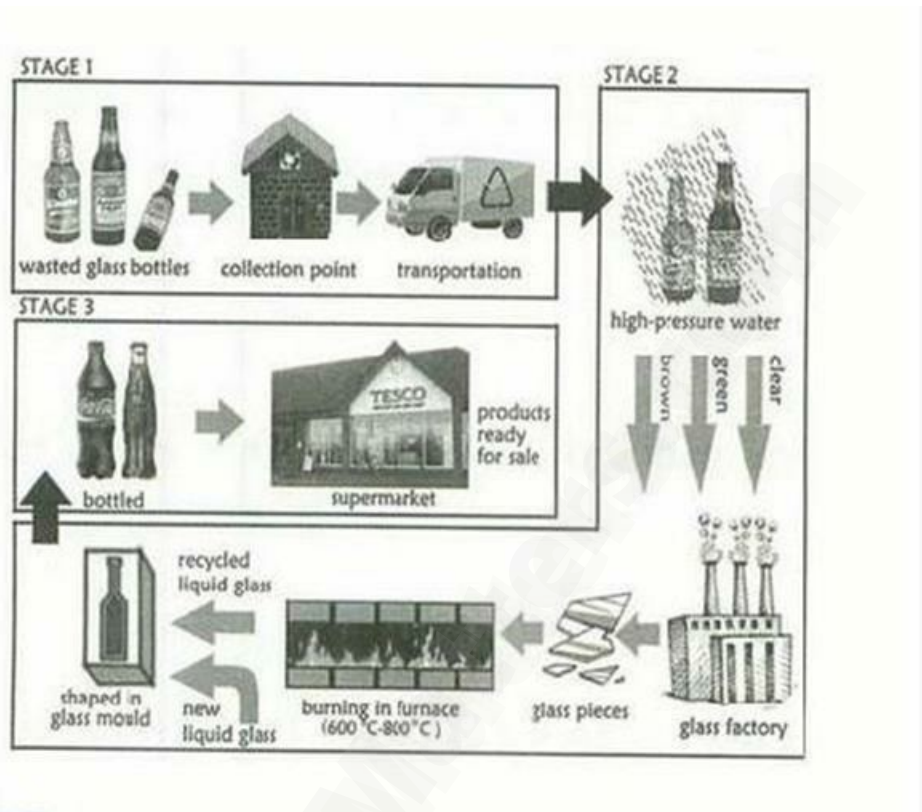 STAGE 1
wasted glass bottles
collection point
transportation
STAGE 2
high-pressure water
brown
green
clear
glass factory
glass pieces
burning in furnace
(600 °C-800 °C)
recycled
liquid glass
new
liquid glass
shaped in
glass mould
STAGE 3
bottled
TESCO
supermarket
products
ready
for sale